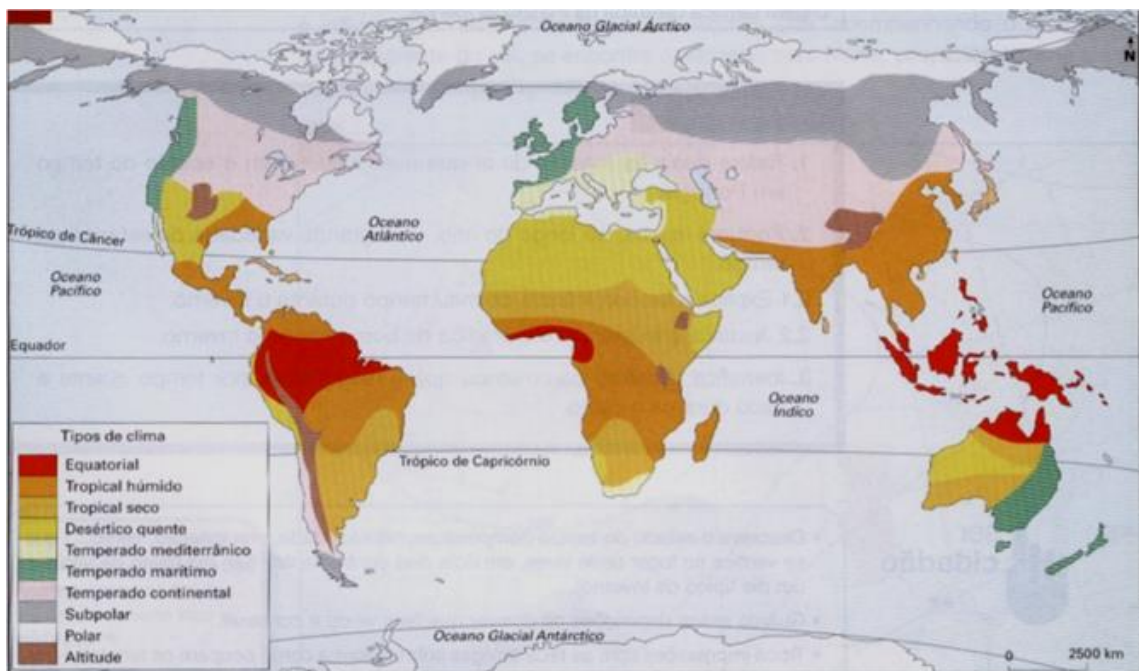 Oceano Glacial Árctico
N
Trópico de Câncer
Oceano
Atlântico
Oceano
Pacífico
Oceano
Pacífico
Equador
Oceano
Índico
Trópico de Capricórnio
Tipos de clima
Equatorial
Tropical húmido
Tropical seco
Desértico quente
Temperado mediterrânico
Temperado marítimo
Temperado continental
Subpolar
Polar
Altitude
cidadão
Oceano Glacial Antárctico
0 2500 km